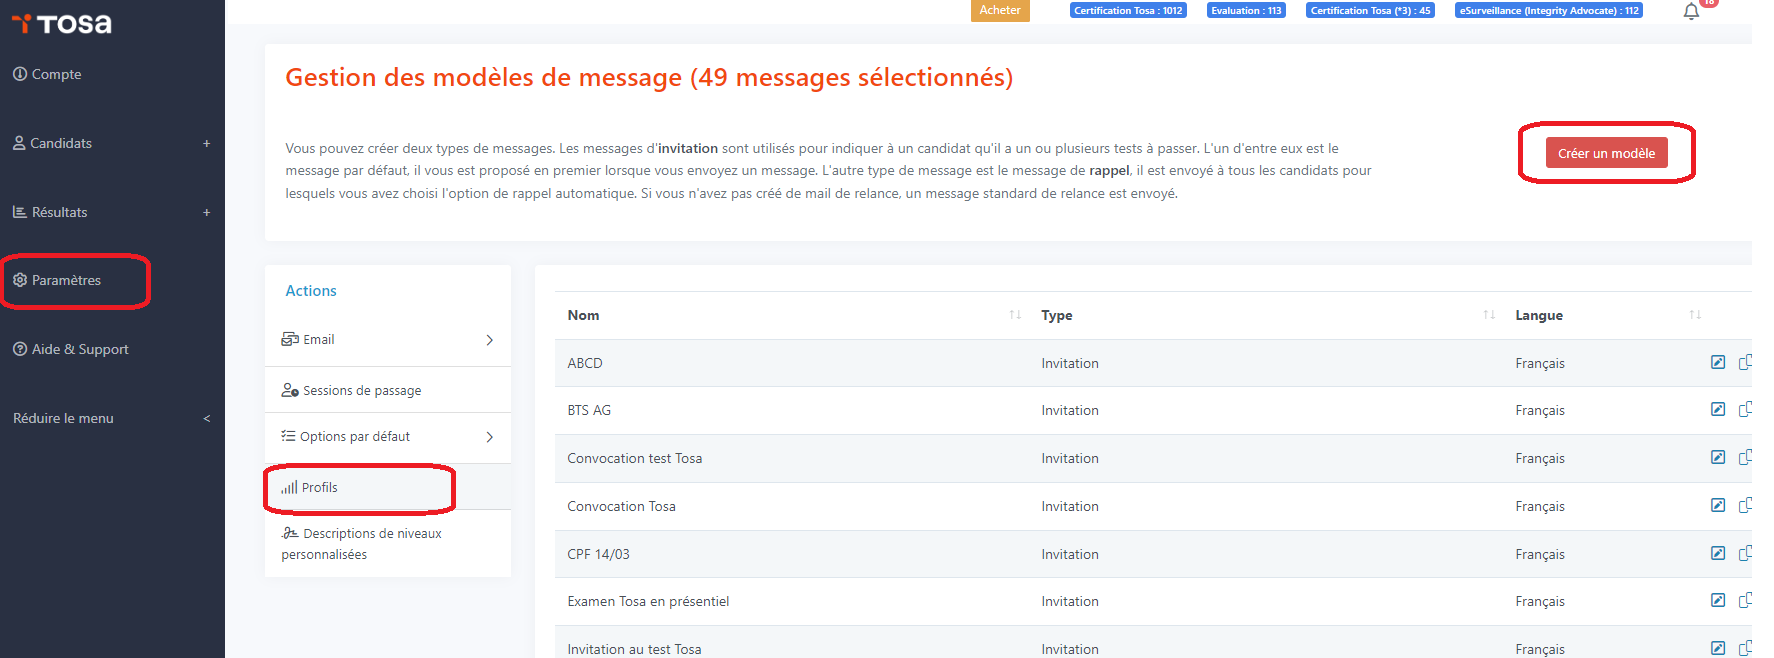 TOSA
Acheter
Certification Tosa : 1012
Evaluation : 113
Certification Tosa (*3) : 45
eSurveillance (Integrity Advocate) : 112
Compte
Candidats +
Résultats +
Paramètres
Aide & Support
Réduire le menu <
Gestion des modèles de message (49 messages sélectionnés)
Vous pouvez créer deux types de messages. Les messages d'invitation sont utilisés pour indiquer à un candidat qu'il a un ou plusieurs tests à passer. L'un d'entre eux est le
message par défaut, il vous est proposé en premier lorsque vous envoyez un message. L'autre type de message est le message de rappel, il est envoyé à tous les candidats pour
lesquels vous avez choisi l'option de rappel automatique. Si vous n'avez pas créé de mail de relance, un message standard de relance est envoyé.
Créer un modèle
Actions
Email
Sessions de passage
Options par défaut
Profils
Descriptions de niveaux
personnalisées
Nom Type Langue
ABCD Invitation Français
BTS AG Invitation Français
Convocation test Tosa Invitation Français
Convocation Tosa Invitation Français
CPF 14/03 Invitation Français
Examen Tosa en présentiel Invitation Français
Invitation au test Tosa Invitation Français